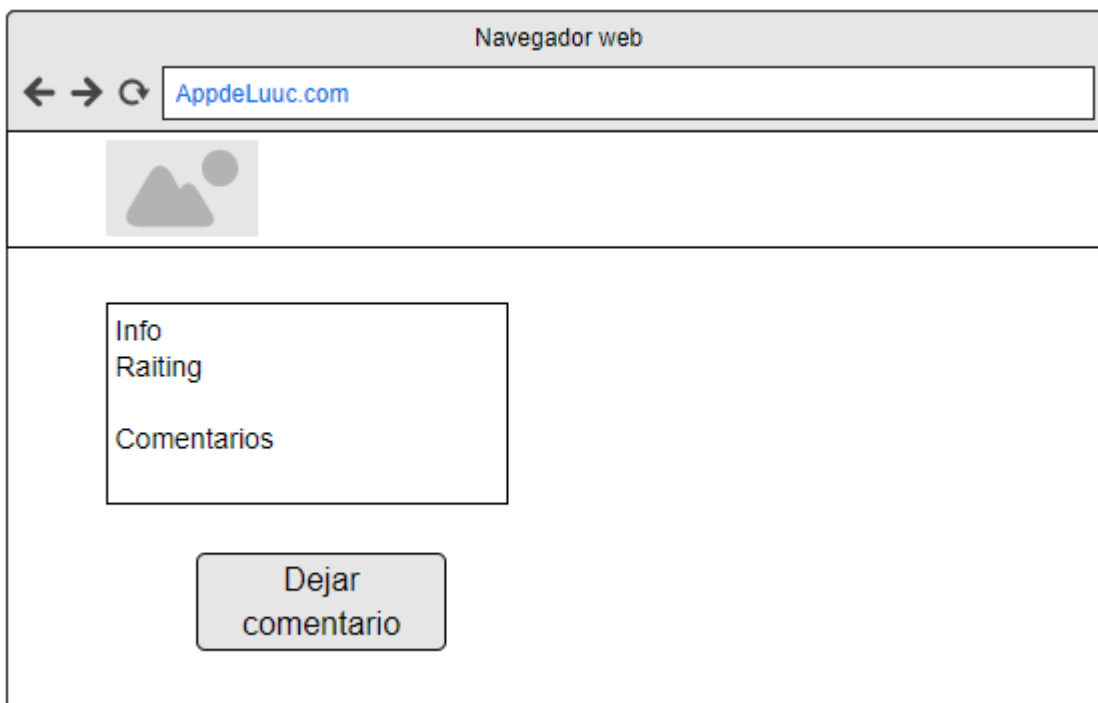 Navegador web
AppdeLuuc.com
Info
Raiting
Comentarios
Dejar
comentario